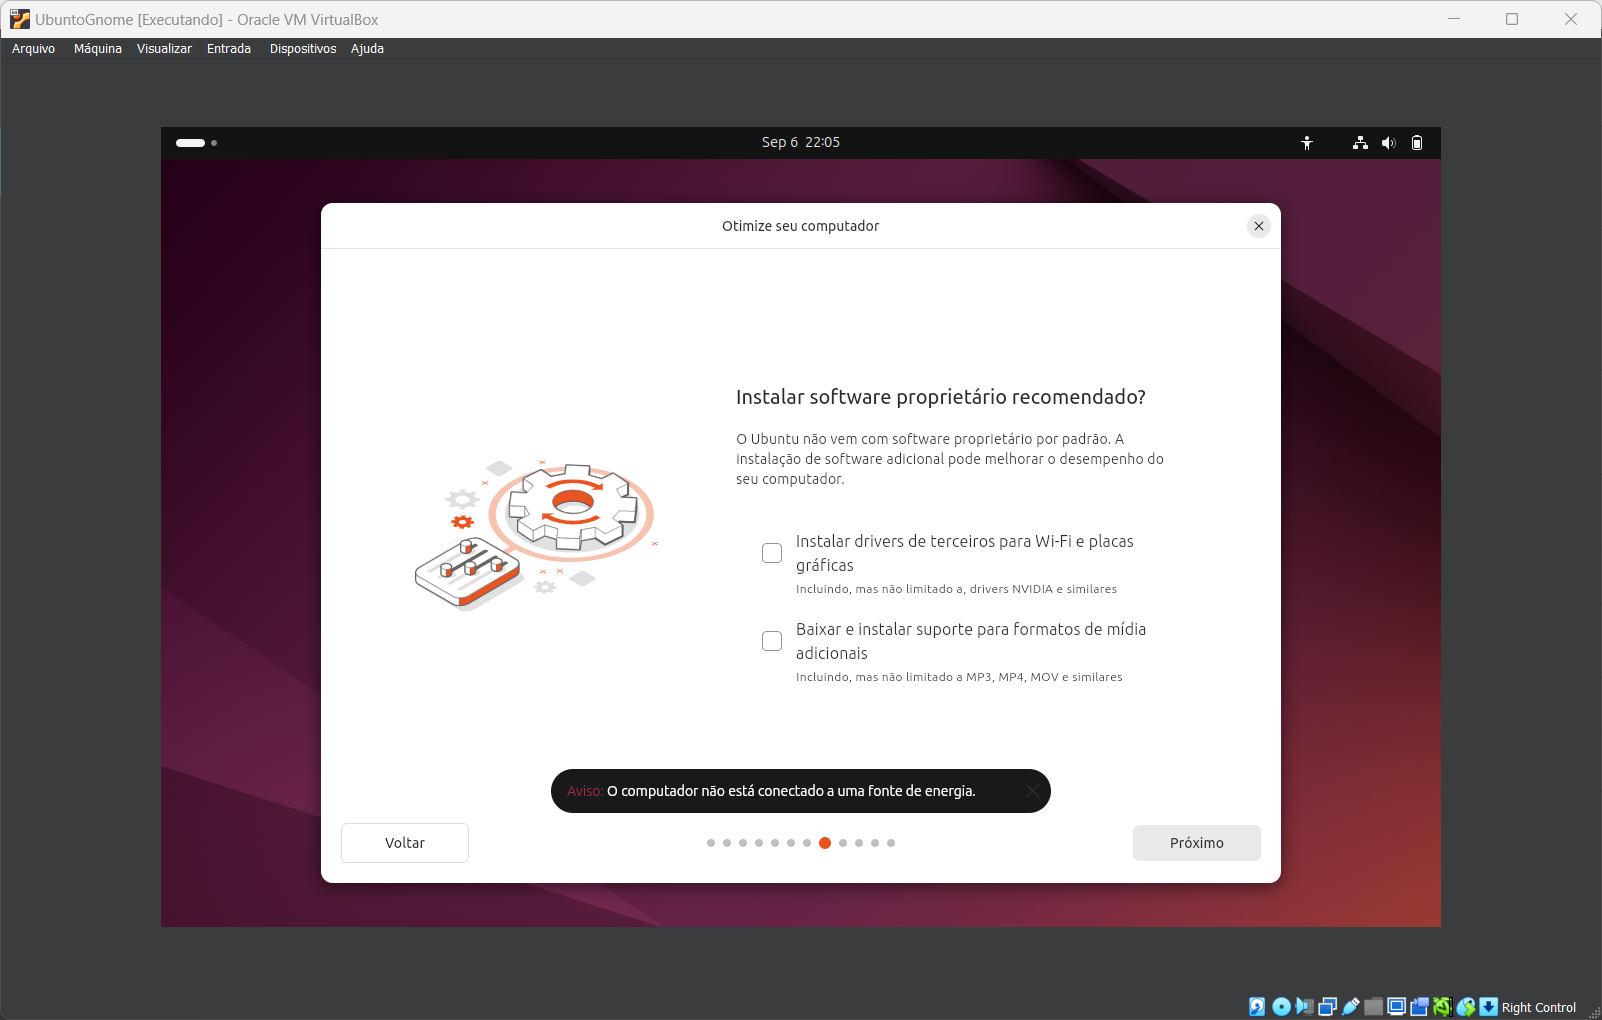 UbuntoGnome [Executando] - Oracle VM VirtualBox
Arquivo Máquina Visualizar Entrada Dispositivos Ajuda
Sep 6 22:05
Otimize seu computador
Instalar software proprietário recomendado?
O Ubuntu não vem com software proprietário por padrão. A
instalação de software adicional pode melhorar o desempenho do
seu computador.
Instalar drivers de terceiros para Wi-Fi e placas
gráficas
Incluindo, mas não limitado a, drivers NVIDIA e similares
Baixar e instalar suporte para formatos de mídia
adicionais
Incluindo, mas não limitado a MP3, MP4, MOV e similares
Aviso: O computador não está conectado a uma fonte de energia.
Voltar
Próximo
Right Control